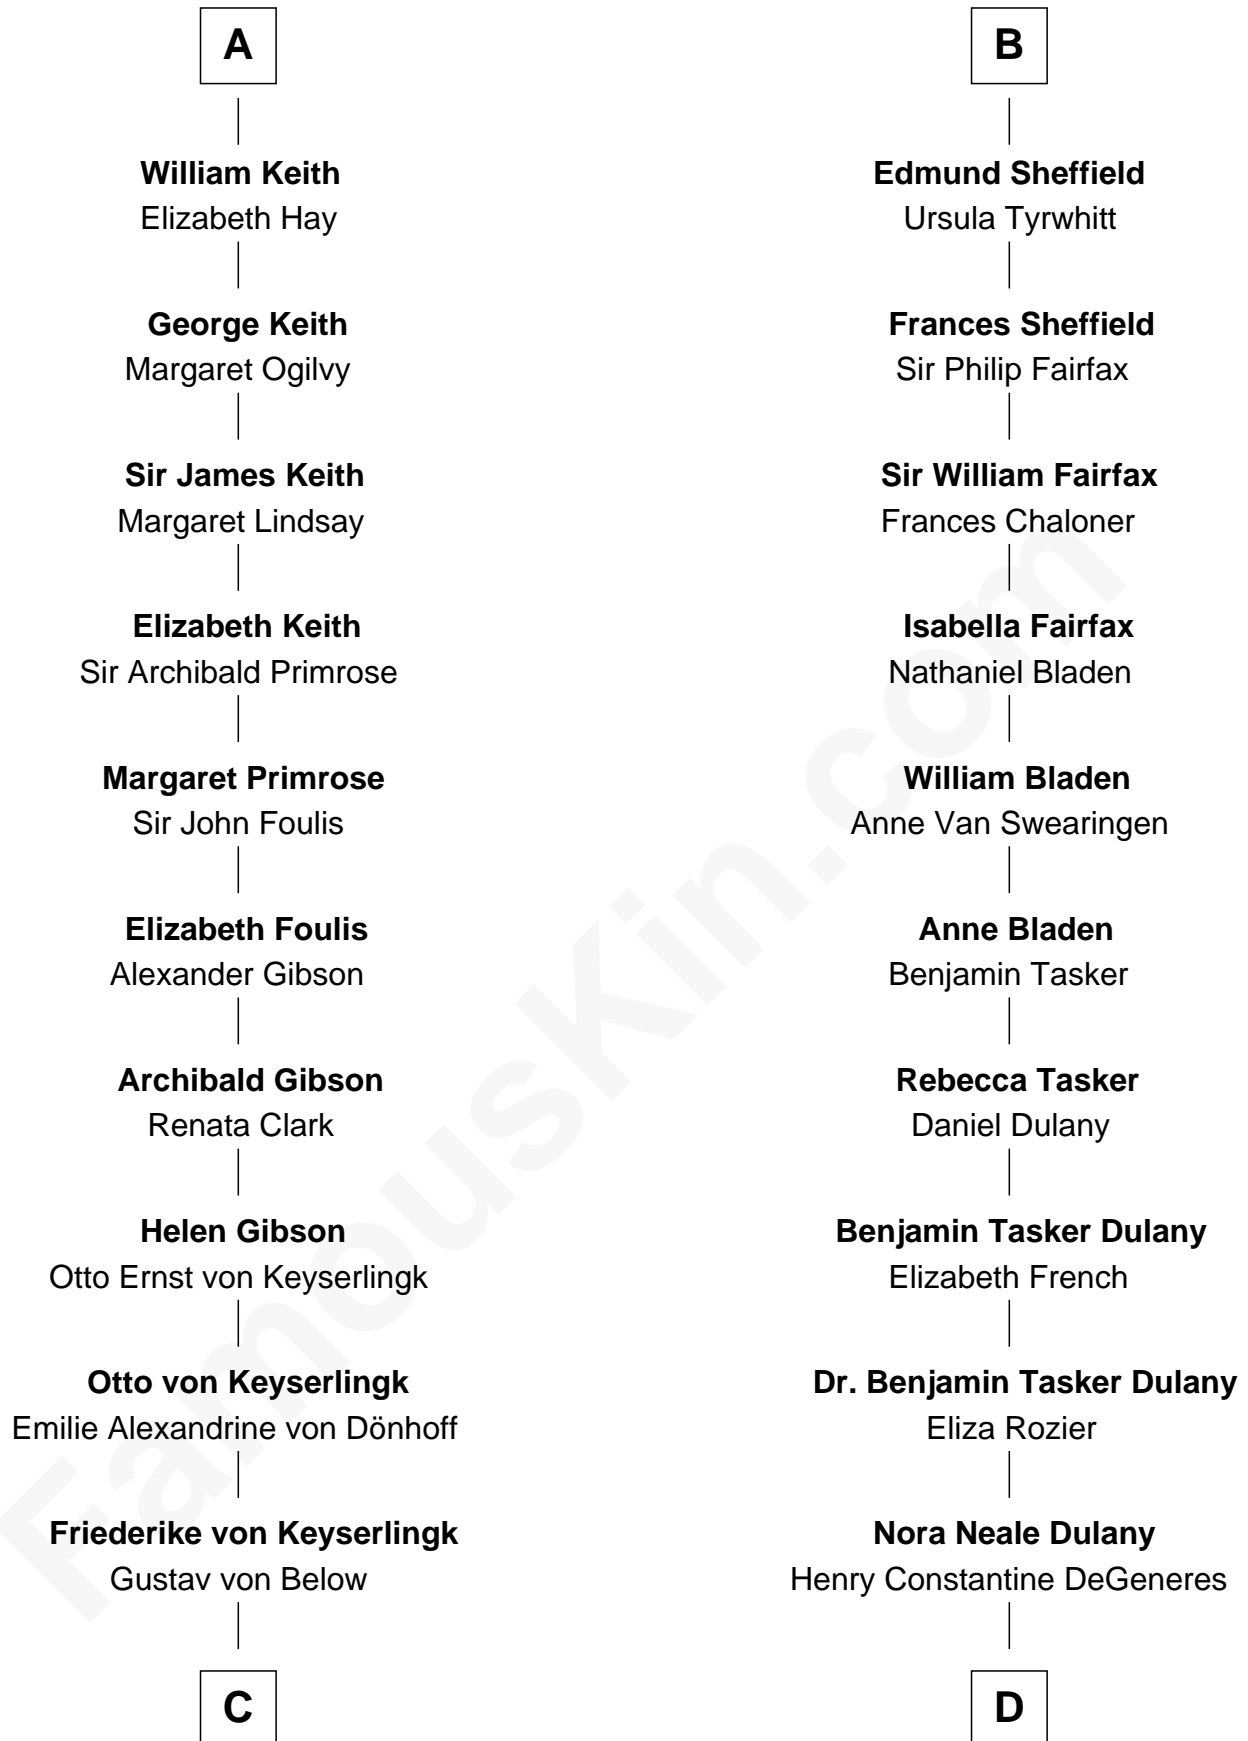 A
William Keith
Elizabeth Hay
George Keith
Margaret Ogilvy
Sir James Keith
Margaret Lindsay
Elizabeth Keith
Sir Archibald Primrose
Margaret Primrose
Sir John Foulis
Elizabeth Foulis
Alexander Gibson
Archibald Gibson
Renata Clark
Helen Gibson
Otto Ernst von Keyserlingk
Otto von Keyserlingk
Emilie Alexandrine von Dönhoff
Friederike von Keyserlingk
Gustav von Below
C
B
Edmund Sheffield
Ursula Tyrwhitt
Frances Sheffield
Sir Philip Fairfax
Sir William Fairfax
Frances Chaloner
Isabella Fairfax
Nathaniel Bladen
William Bladen
Anne Van Swearingen
Anne Bladen
Benjamin Tasker
Rebecca Tasker
Daniel Dulany
Benjamin Tasker Dulany
Elizabeth French
Dr. Benjamin Tasker Dulany
Eliza Rozier
Nora Neale Dulany
Henry Constantine DeGeneres
D
FamousKin.com